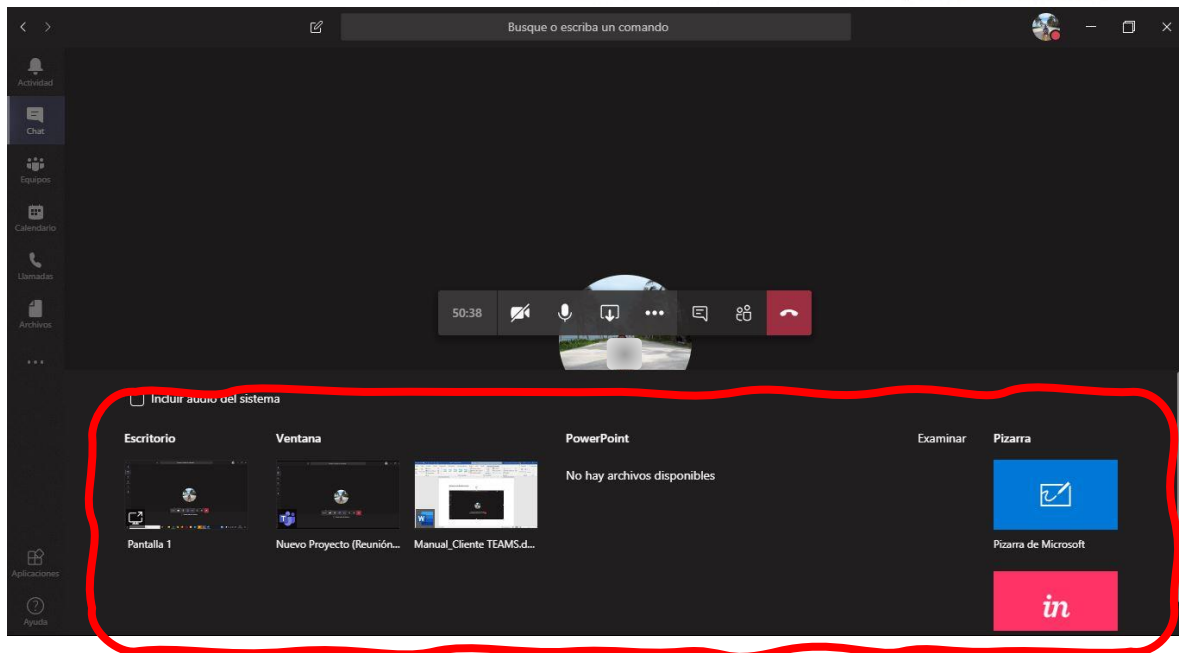 Busque o escriba un comando
Actividad
Chat
Equipos
Calendario
Llamadas
Archivos
Aplicaciones
Ayuda
50:38
Incluir audio del sistema
Escritorio
Ventana
PowerPoint
Examinar
Pizarra
No hay archivos disponibles
Pantalla 1
Nuevo Proyecto (Reunión...
Manual_Cliente TEAMS.d...
Pizarra de Microsoft
in